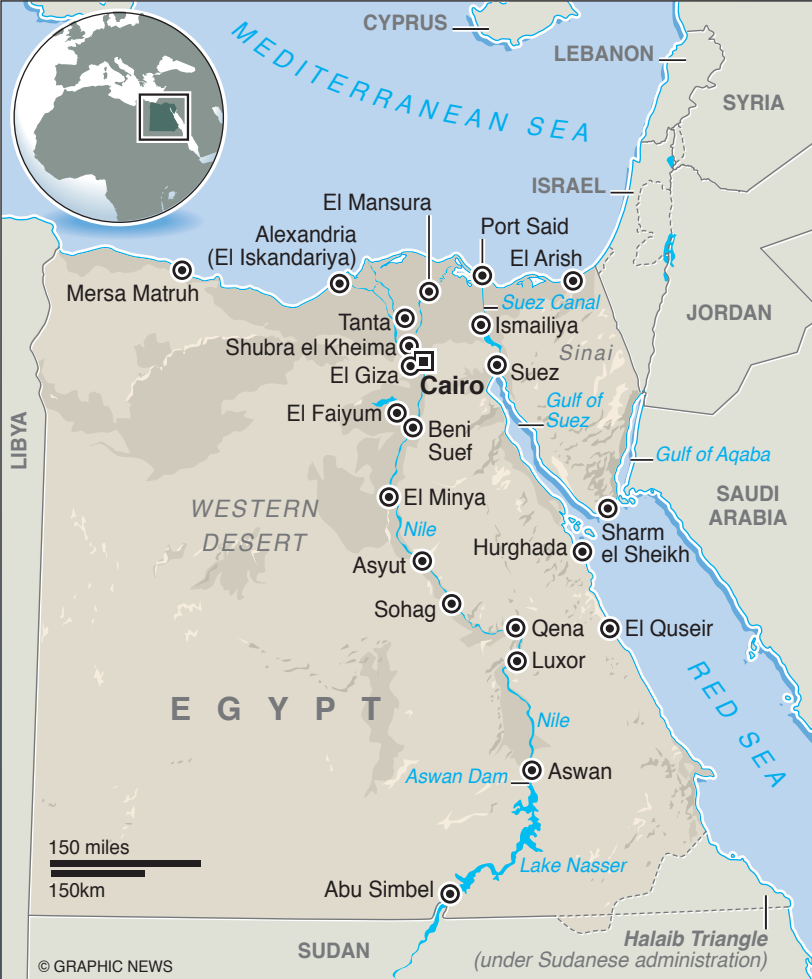 CYPRUS
MEDITERRANEAN SEA
LEBANON
SYRIA
ISRAEL
El Mansura
Port Said
Alexandria
(El Iskandariya)
El Arish
Mersa Matruh
Suez Canal
JORDAN
Tanta
Ismailiya
Shubra el Kheima
Sinai
El Giza
Cairo
Suez
El Faiyum
Gulf of
Suez
Beni
Suef
LIBYA
Gulf of Aqaba
WESTERN
DESERT
El Minya
SAUDI
ARABIA
Nile
Sharm
el Sheikh
Hurghada
Asyut
Sohag
Qena
El Quseir
Luxor
RED SEA
EGYPT
Nile
Aswan Dam
Aswan
150 miles
150km
Lake Nasser
Abu Simbel
Halaib Triangle
(under Sudanese administration)
SUDAN
© GRAPHIC NEWS